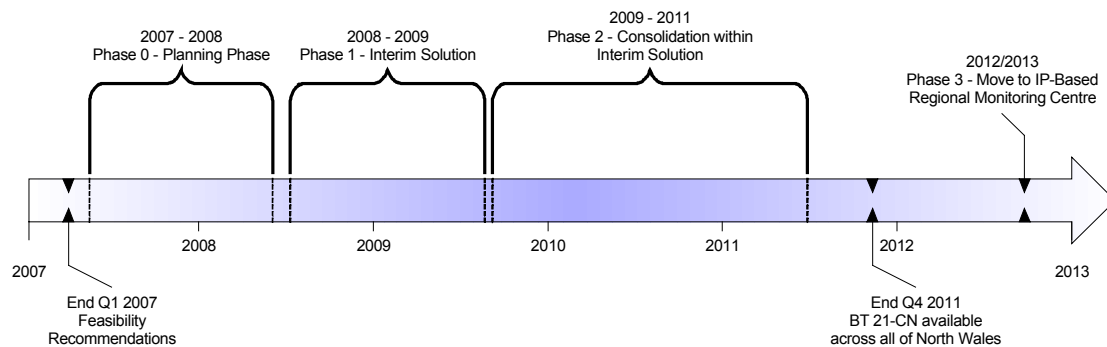 2007 - 2008
Phase 0 - Planning Phase
2008 - 2009
Phase 1 - Interim Solution
2009 - 2011
Phase 2 - Consolidation within
Interim Solution
2012/2013
Phase 3 - Move to IP-Based
Regional Monitoring Centre
2007
2008
2009
2010
2011
2012
2013
End Q1 2007
Feasibility
Recommendations
End Q4 2011
BT 21-CN available
across all of North Wales